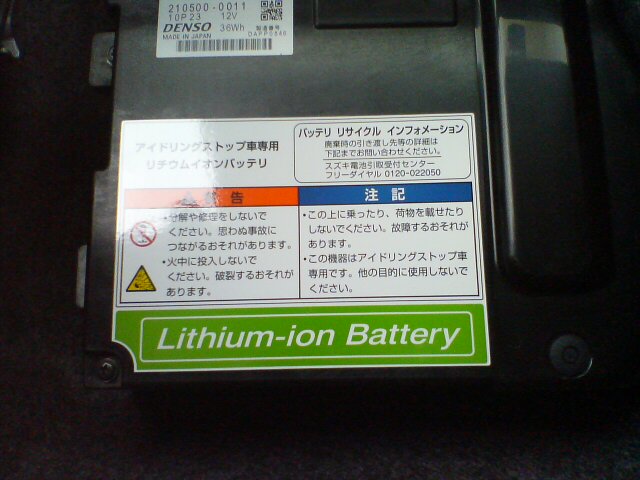 210500-0011
10P23 12V
DENSO 36Wh 製造番号
MADE IN JAPAN
アイドリングストップ車専用
リチウムイオンバッテリ
バッテリ リサイクル インフォメーション
廃棄時の引き渡し先等の詳細は
下記までお問い合わせください。
スズキ電池引取受付センター
フリーダイヤル 0120-022050
警告
・分解や修理をしないで
ください。思わぬ事故に
つながるおそれがあります。
・火中に投入しないで
ください。破裂するおそれが
あります。
注記
・この上に乗ったり、荷物を載せたり
しないでください。故障するおそれが
あります。
・この機器はアイドリングストップ車
専用です。他の目的に使用しないで
ください。
Lithium-ion Battery